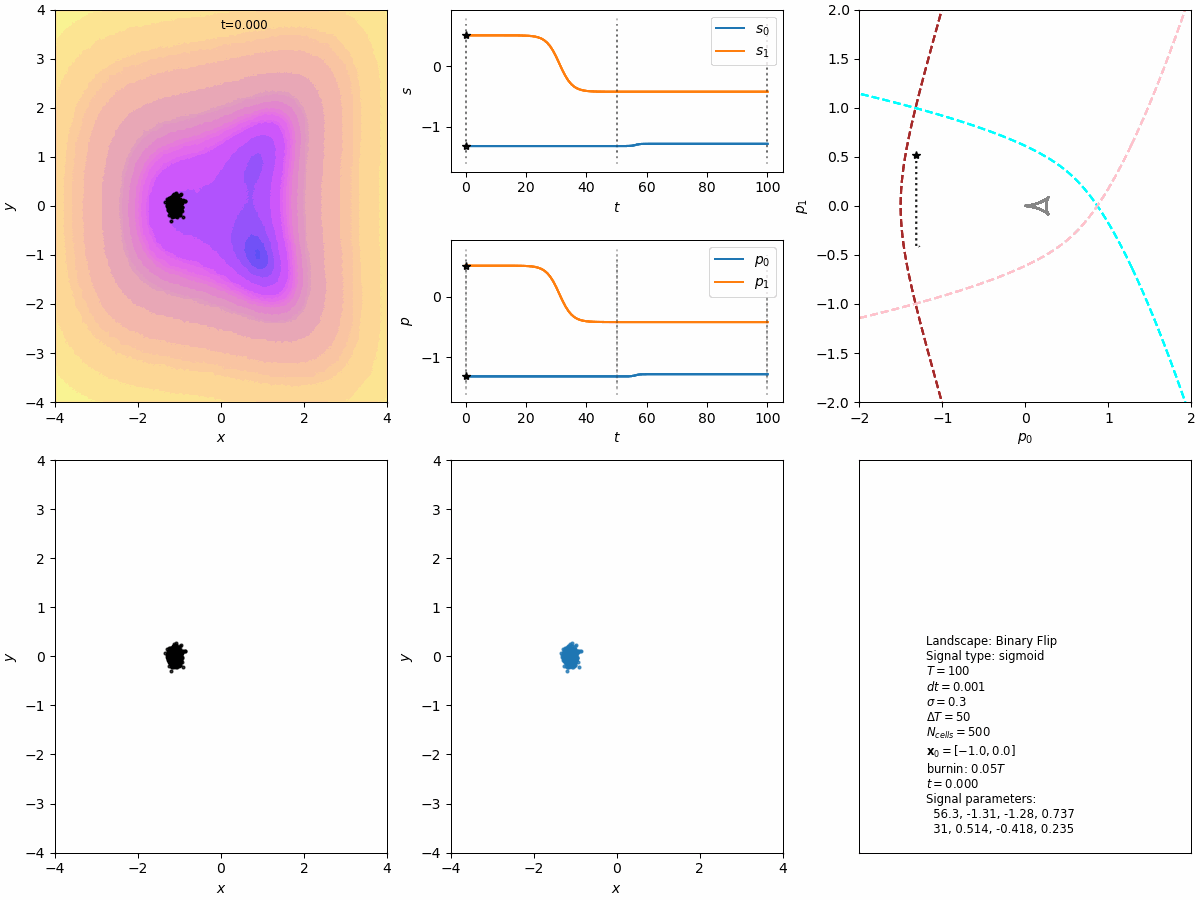 t=0.000
y
4
3
2
1
0
−1
−2
−3
−4
−4 −2 0 2 4
x
s
0
−1
s₀
s₁
0 20 40 60 80 100
t
p
0
−1
p₀
p₁
0 20 40 60 80 100
t
p₁
2.0
1.5
1.0
0.5
0.0
−0.5
−1.0
−1.5
−2.0
−2 −1 0 1 2
p₀
y
4
3
2
1
0
−1
−2
−3
−4
−4 −2 0 2 4
x
y
4
3
2
1
0
−1
−2
−3
−4
−4 −2 0 2 4
x
Landscape: Binary Flip
Signal type: sigmoid
T = 100
dt = 0.001
σ = 0.3
ΔT = 50
N_cells = 500
x₀ = [−1.0, 0.0]
burnin: 0.05T
t = 0.000
Signal parameters:
56.3, -1.31, -1.28, 0.737
31, 0.514, -0.418, 0.235